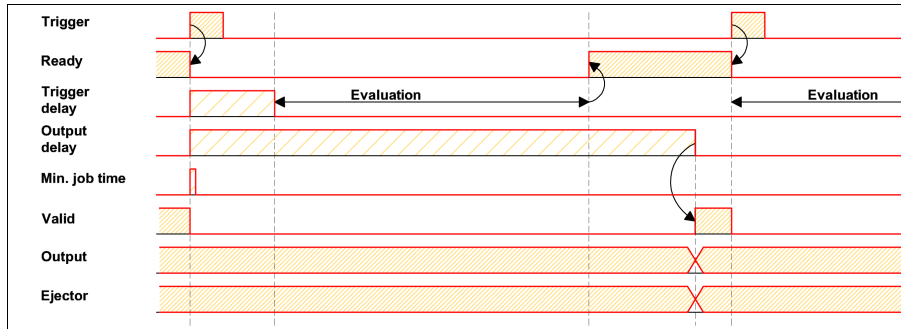 Trigger
Ready
Trigger
delay
Evaluation
Evaluation
Output
delay
Min. job time
Valid
Output
Ejector